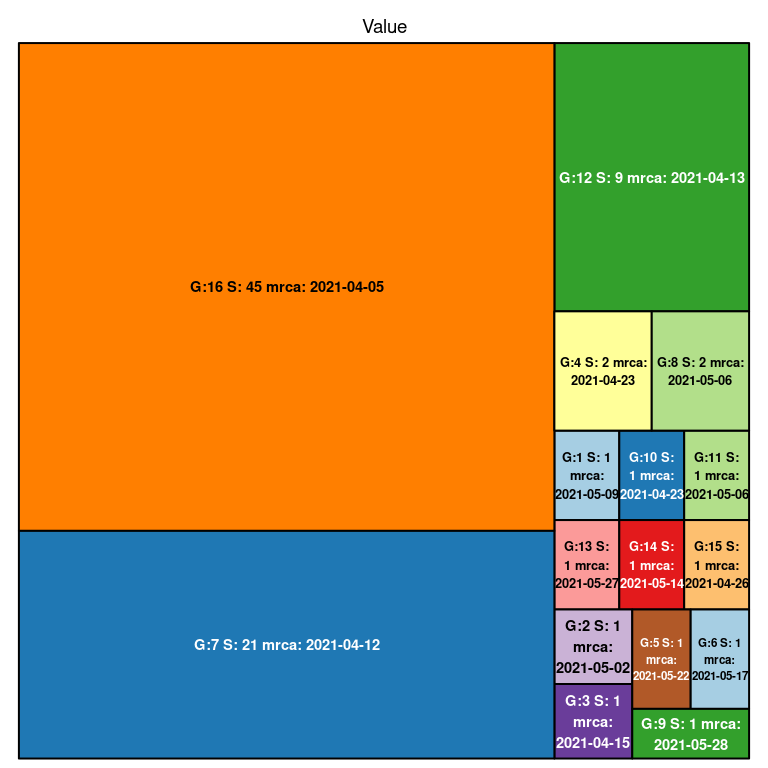 Value
G:16 S: 45 mrca: 2021-04-05
G:7 S: 21 mrca: 2021-04-12
G:12 S: 9 mrca: 2021-04-13
G:4 S: 2 mrca:
2021-04-23
G:8 S: 2 mrca:
2021-05-06
G:1 S: 1
mrca:
2021-05-09
G:10 S:
1 mrca:
2021-04-23
G:11 S:
1 mrca:
2021-05-06
G:13 S:
1 mrca:
2021-05-27
G:14 S:
1 mrca:
2021-05-14
G:15 S:
1 mrca:
2021-04-26
G:2 S: 1
mrca:
2021-05-02
G:3 S: 1
mrca:
2021-04-15
G:5 S: 1
mrca:
2021-05-22
G:6 S: 1
mrca:
2021-05-17
G:9 S: 1 mrca:
2021-05-28